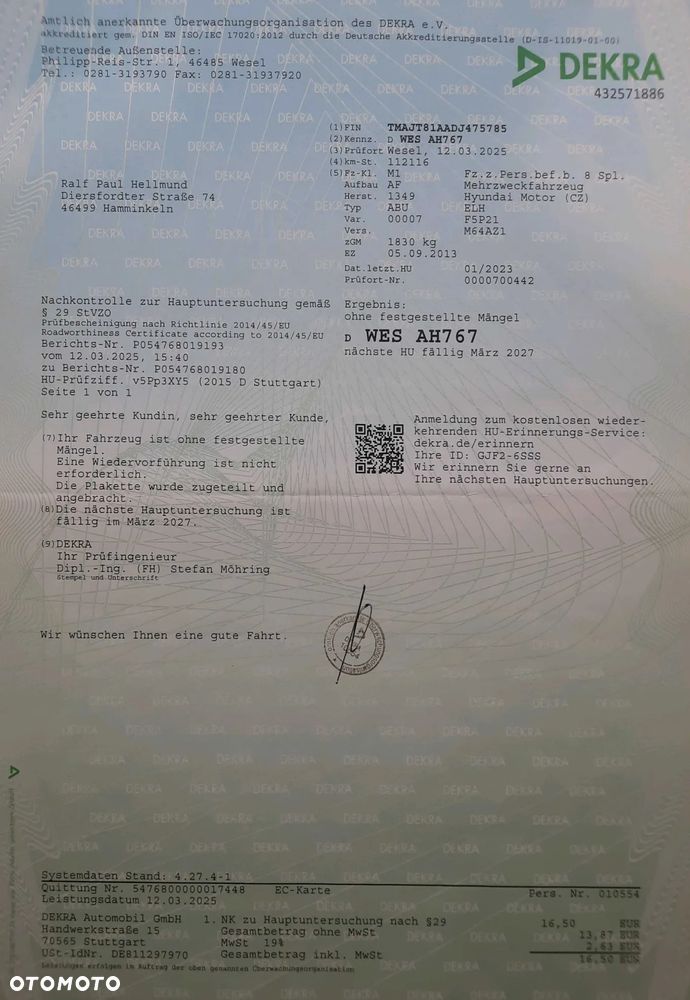 Amtlich anerkannte Überwachungsorganisation des DEKRA e.V.
akkreditiert gem. DIN EN ISO/IEC 17020:2012 durch die Deutsche Akkreditierungsstelle (D-IS-11019-01-00)
Betreuende Außenstelle:
Philipp-Reis-Str. 1, 46485 Wesel
Tel.: 0281-3193790 Fax: 0281-31937920
DEKRA
432571886
(1) FIN TMAJT81AADJ475785
(2) Kennz. D WES AH767
(3) Prüfort Wesel, 12.03.2025
(4) km-St. 112116
(5) Fz-Kl. M1 Fz.z.Pers.bef.b. 8 Spl.
Aufbau AF Mehrzweckfahrzeug
Herst. 1349 Hyundai Motor (CZ)
Typ ABU ELH
Var. 00007 F5P21
Vers. M64AZ1
zGM 1830 kg
EZ 05.09.2013
Dat.letzt.HU 01/2023
Prüfort-Nr. 0000700442
Ralf Paul Hellmund
Diersfordter Straße 74
46499 Hamminkeln
Nachkontrolle zur Hauptuntersuchung gemäß
§ 29 StVZO
Prüfbescheinigung nach Richtlinie 2014/45/EU
Roadworthiness Certificate according to 2014/45/EU
Berichts-Nr. P054768019193
vom 12.03.2025, 15:40
zu Berichts-Nr. P054768019180
HU-Prüfziff. v5Pp3XY5 (2015 D Stuttgart)
Seite 1 von 1
Ergebnis:
ohne festgestellte Mängel
D WES AH767
nächste HU fällig März 2027
Sehr geehrte Kundin, sehr geehrter Kunde,
(7) Ihr Fahrzeug ist ohne festgestellte
Mängel.
Eine Wiedervorführung ist nicht
erforderlich.
Die Plakette wurde zugeteilt und
angebracht.
(8) Die nächste Hauptuntersuchung ist
fällig im März 2027.
(9) DEKRA
Ihr Prüfingenieur
Dipl.-Ing. (FH) Stefan Möhring
Stempel und Unterschrift
Anmeldung zum kostenlosen wieder-
kehrenden HU-Erinnerungs-Service:
dekra.de/erinnern
Ihre ID: GJF2-6SSS
Wir erinnern Sie gerne an
Ihre nächsten Hauptuntersuchungen.
Wir wünschen Ihnen eine gute Fahrt.
Systemdaten Stand: 4.27.4-1
Quittung Nr. 5476800000017448 EC-Karte Pers. Nr. 010554
Leistungsdatum 12.03.2025
DEKRA Automobil GmbH 1. NK zu Hauptuntersuchung nach §29 16,50 EUR
Handwerkstraße 15 Gesamtbetrag ohne MwSt 13,87 EUR
70565 Stuttgart MwSt 19% 2,63 EUR
USt-IdNr. DE811297970 Gesamtbetrag inkl. MwSt 16,50 EUR
Leistungen erfolgen im Auftrag der oben genannten Überwachungsorganisation
OTOMOTO